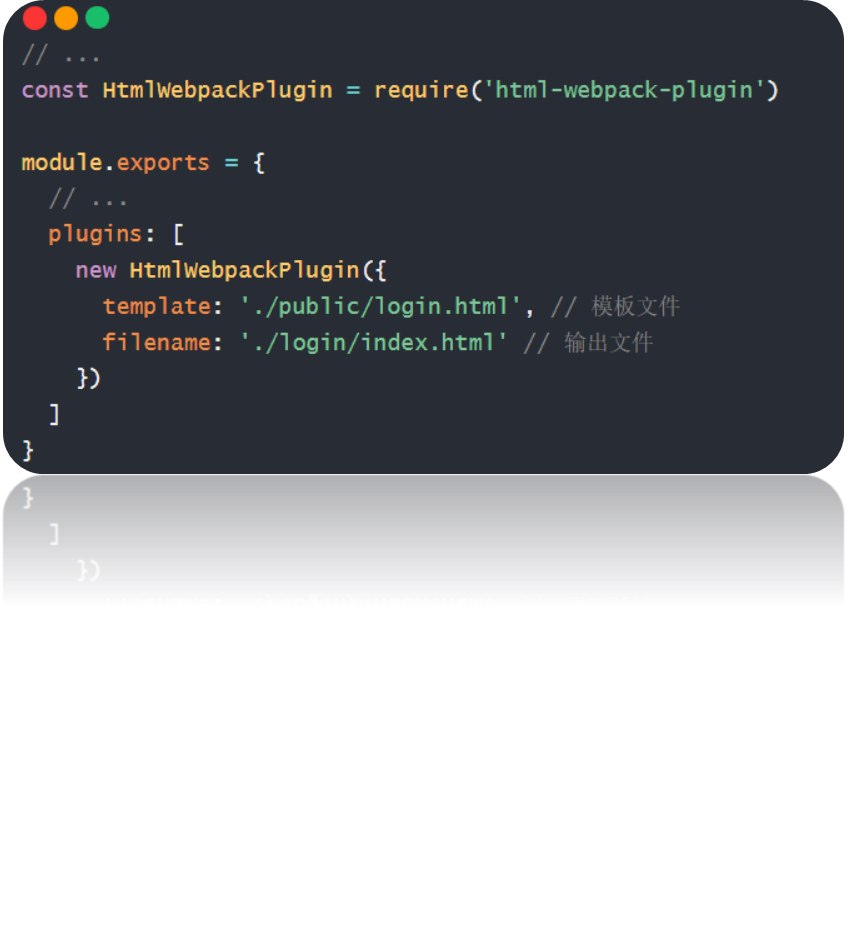 // ...
const HtmlWebpackPlugin = require('html-webpack-plugin')

module.exports = {
  // ...
  plugins: [
    new HtmlWebpackPlugin({
      template: './public/login.html', // 模板文件
      filename: './login/index.html' // 输出文件
    })
  ]
}